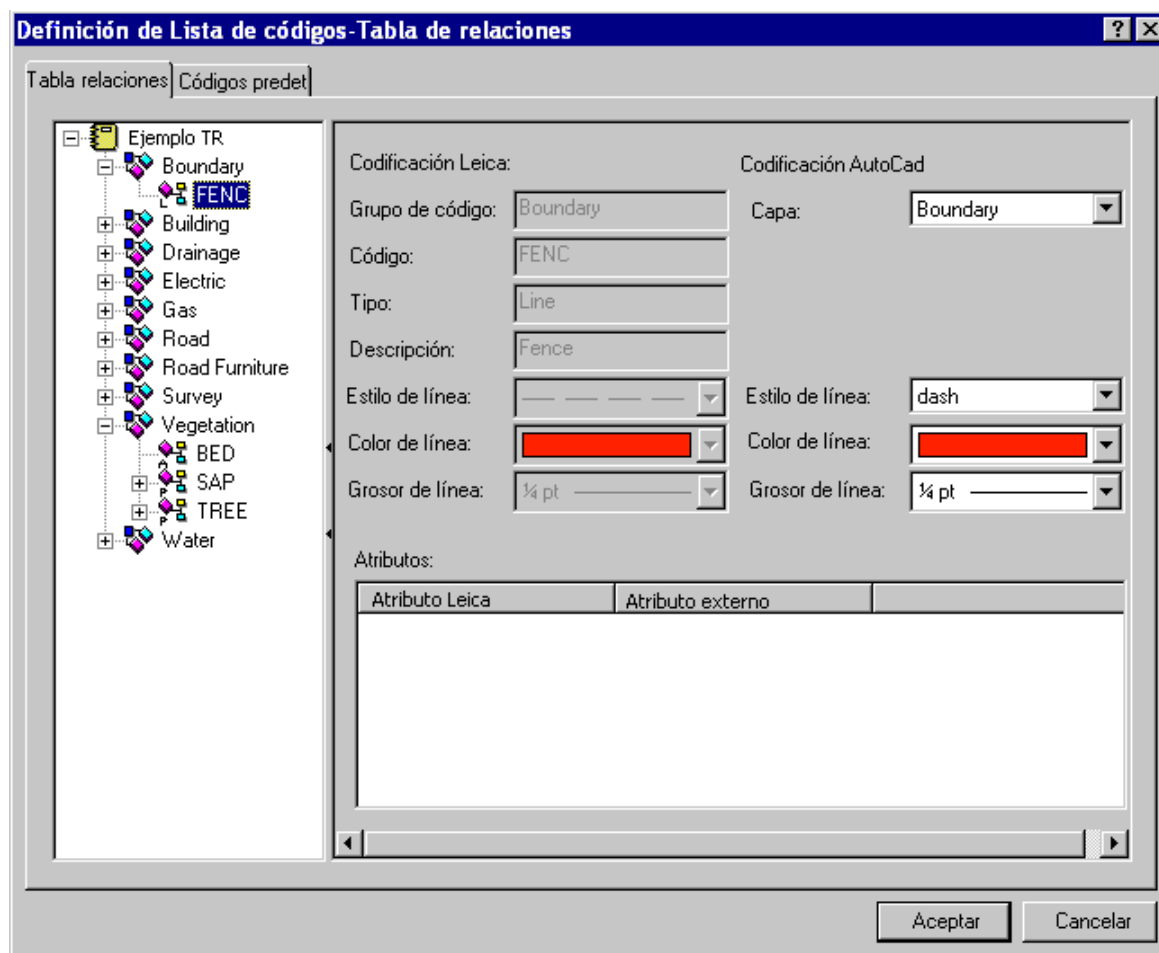 Definición de Lista de códigos-Tabla de relaciones
Tabla relaciones
Códigos predet
Ejemplo TR
Boundary
FENC
Building
Drainage
Electric
Gas
Road
Road Furniture
Survey
Vegetation
BED
SAP
TREE
Water
Codificación Leica:
Codificación AutoCad
Grupo de código: Boundary
Capa: Boundary
Código: FENC
Tipo: Line
Descripción: Fence
Estilo de línea:
Estilo de línea: dash
Color de línea:
Color de línea:
Grosor de línea: ¼ pt
Grosor de línea: ¼ pt
Atributos:
Atributo Leica
Atributo externo
Aceptar
Cancelar